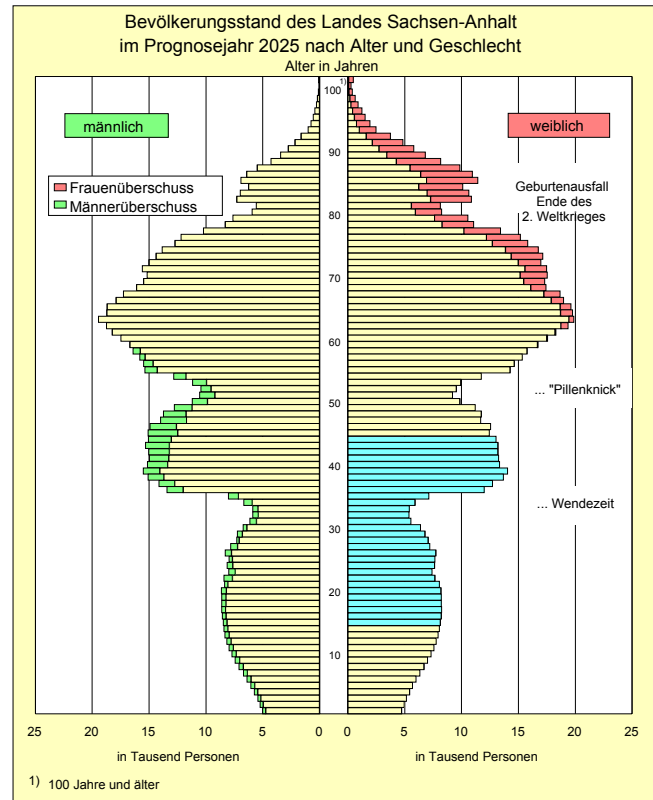 Bevölkerungsstand des Landes Sachsen-Anhalt
im Prognosejahr 2025 nach Alter und Geschlecht
Alter in Jahren
1)
100
männlich
weiblich
90
Frauenüberschuss
Männerüberschuss
Geburtenausfall
Ende des
2. Weltkrieges
80
70
60
... "Pillenknick"
50
40
... Wendezeit
30
20
10
25 20 15 10 5 0 0 5 10 15 20 25
in Tausend Personen in Tausend Personen
1) 100 Jahre und älter